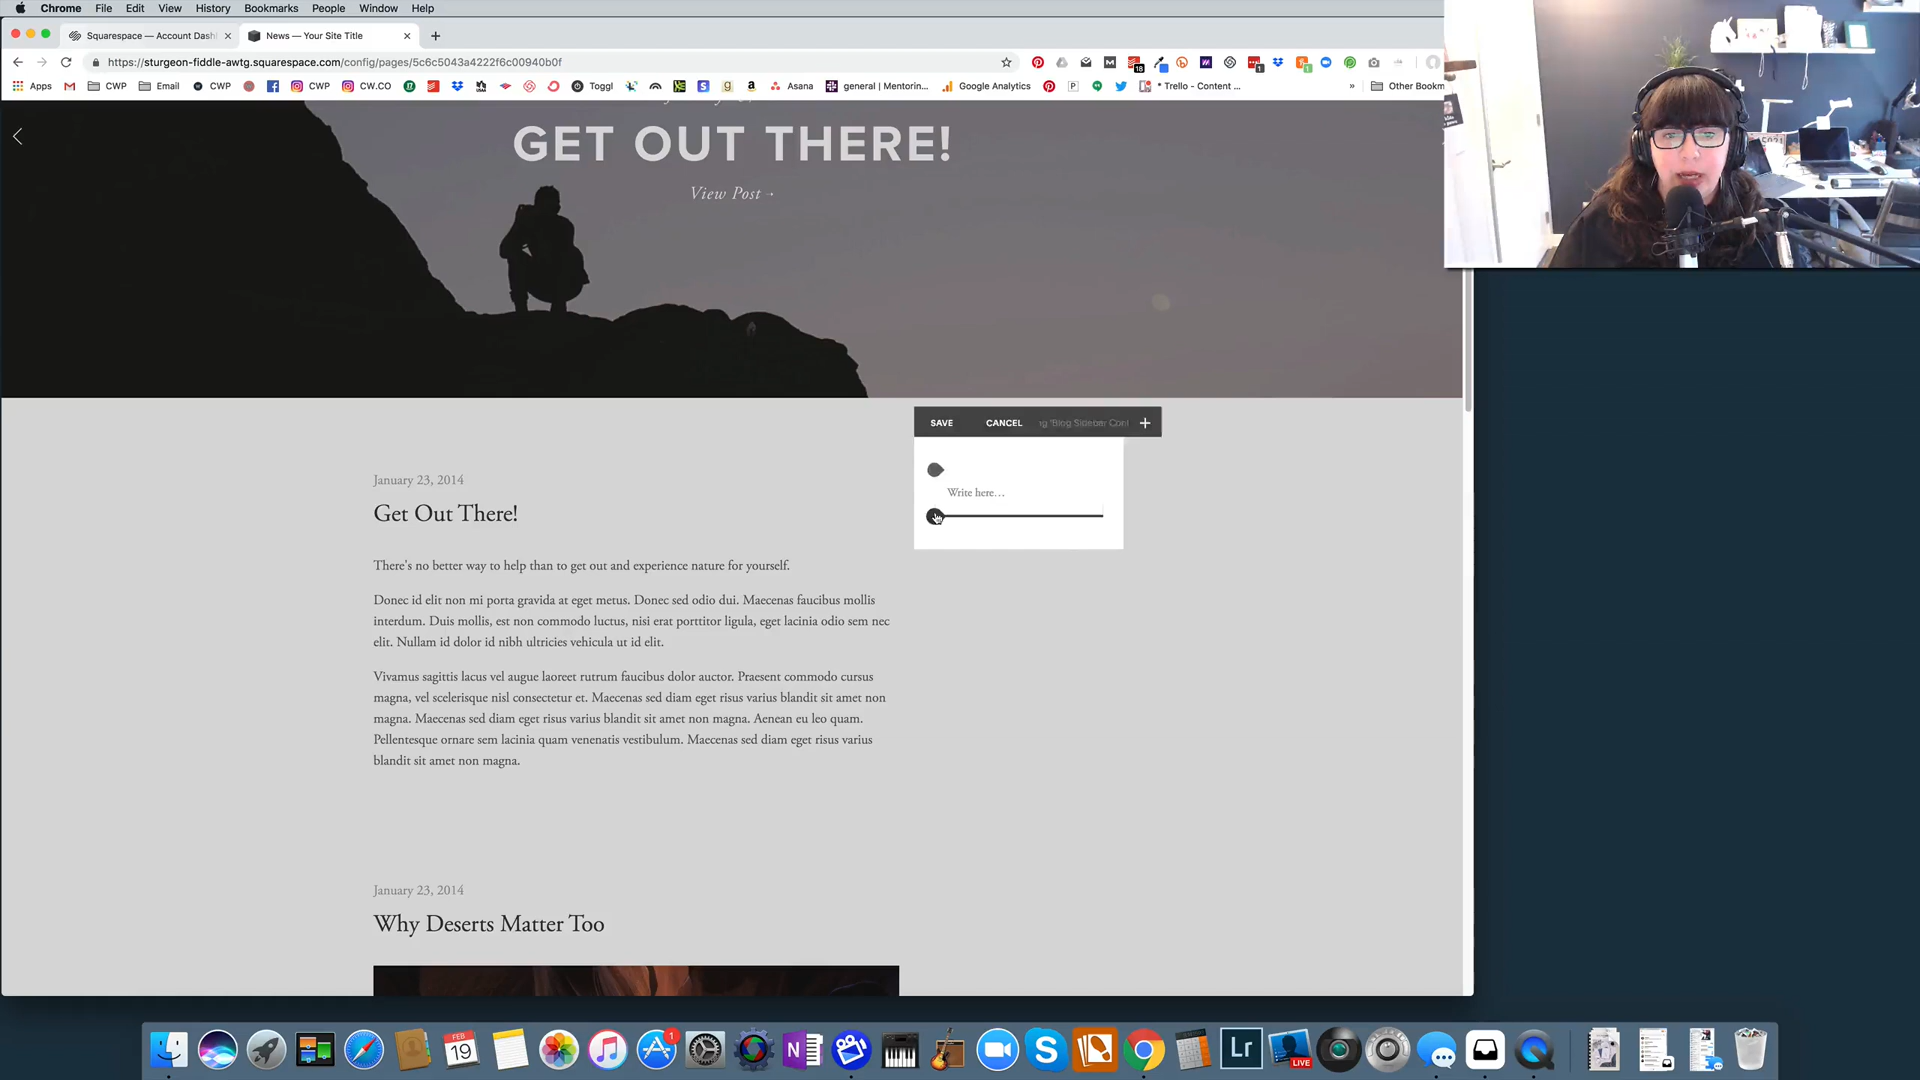 Chrome File Edit View History Bookmarks People Window Help
Squarespace — Account Dash
News — Your Site Title
https://sturgeon-fiddle-awtg.squarespace.com/config/pages/5c6c5043a4222f6c00940b0f
Apps CWP Email CWP CWP CW.CO Toggl Asana general | Mentorin... Google Analytics * Trello - Content ... » Other Bookm
GET OUT THERE!
View Post →
SAVE CANCEL
Write here...
January 23, 2014
Get Out There!
There's no better way to help than to get out and experience nature for yourself.
Donec id elit non mi porta gravida at eget metus. Donec sed odio dui. Maecenas faucibus mollis
interdum. Duis mollis, est non commodo luctus, nisi erat porttitor ligula, eget lacinia odio sem nec
elit. Nullam id dolor id nibh ultricies vehicula ut id elit.
Vivamus sagittis lacus vel augue laoreet rutrum faucibus dolor auctor. Praesent commodo cursus
magna, vel scelerisque nisl consectetur et. Maecenas sed diam eget risus varius blandit sit amet non
magna. Maecenas sed diam eget risus varius blandit sit amet non magna. Aenean eu leo quam.
Pellentesque ornare sem lacinia quam venenatis vestibulum. Maecenas sed diam eget risus varius
blandit sit amet non magna.
January 23, 2014
Why Deserts Matter Too
FEB
19
1
Lr
LIVE